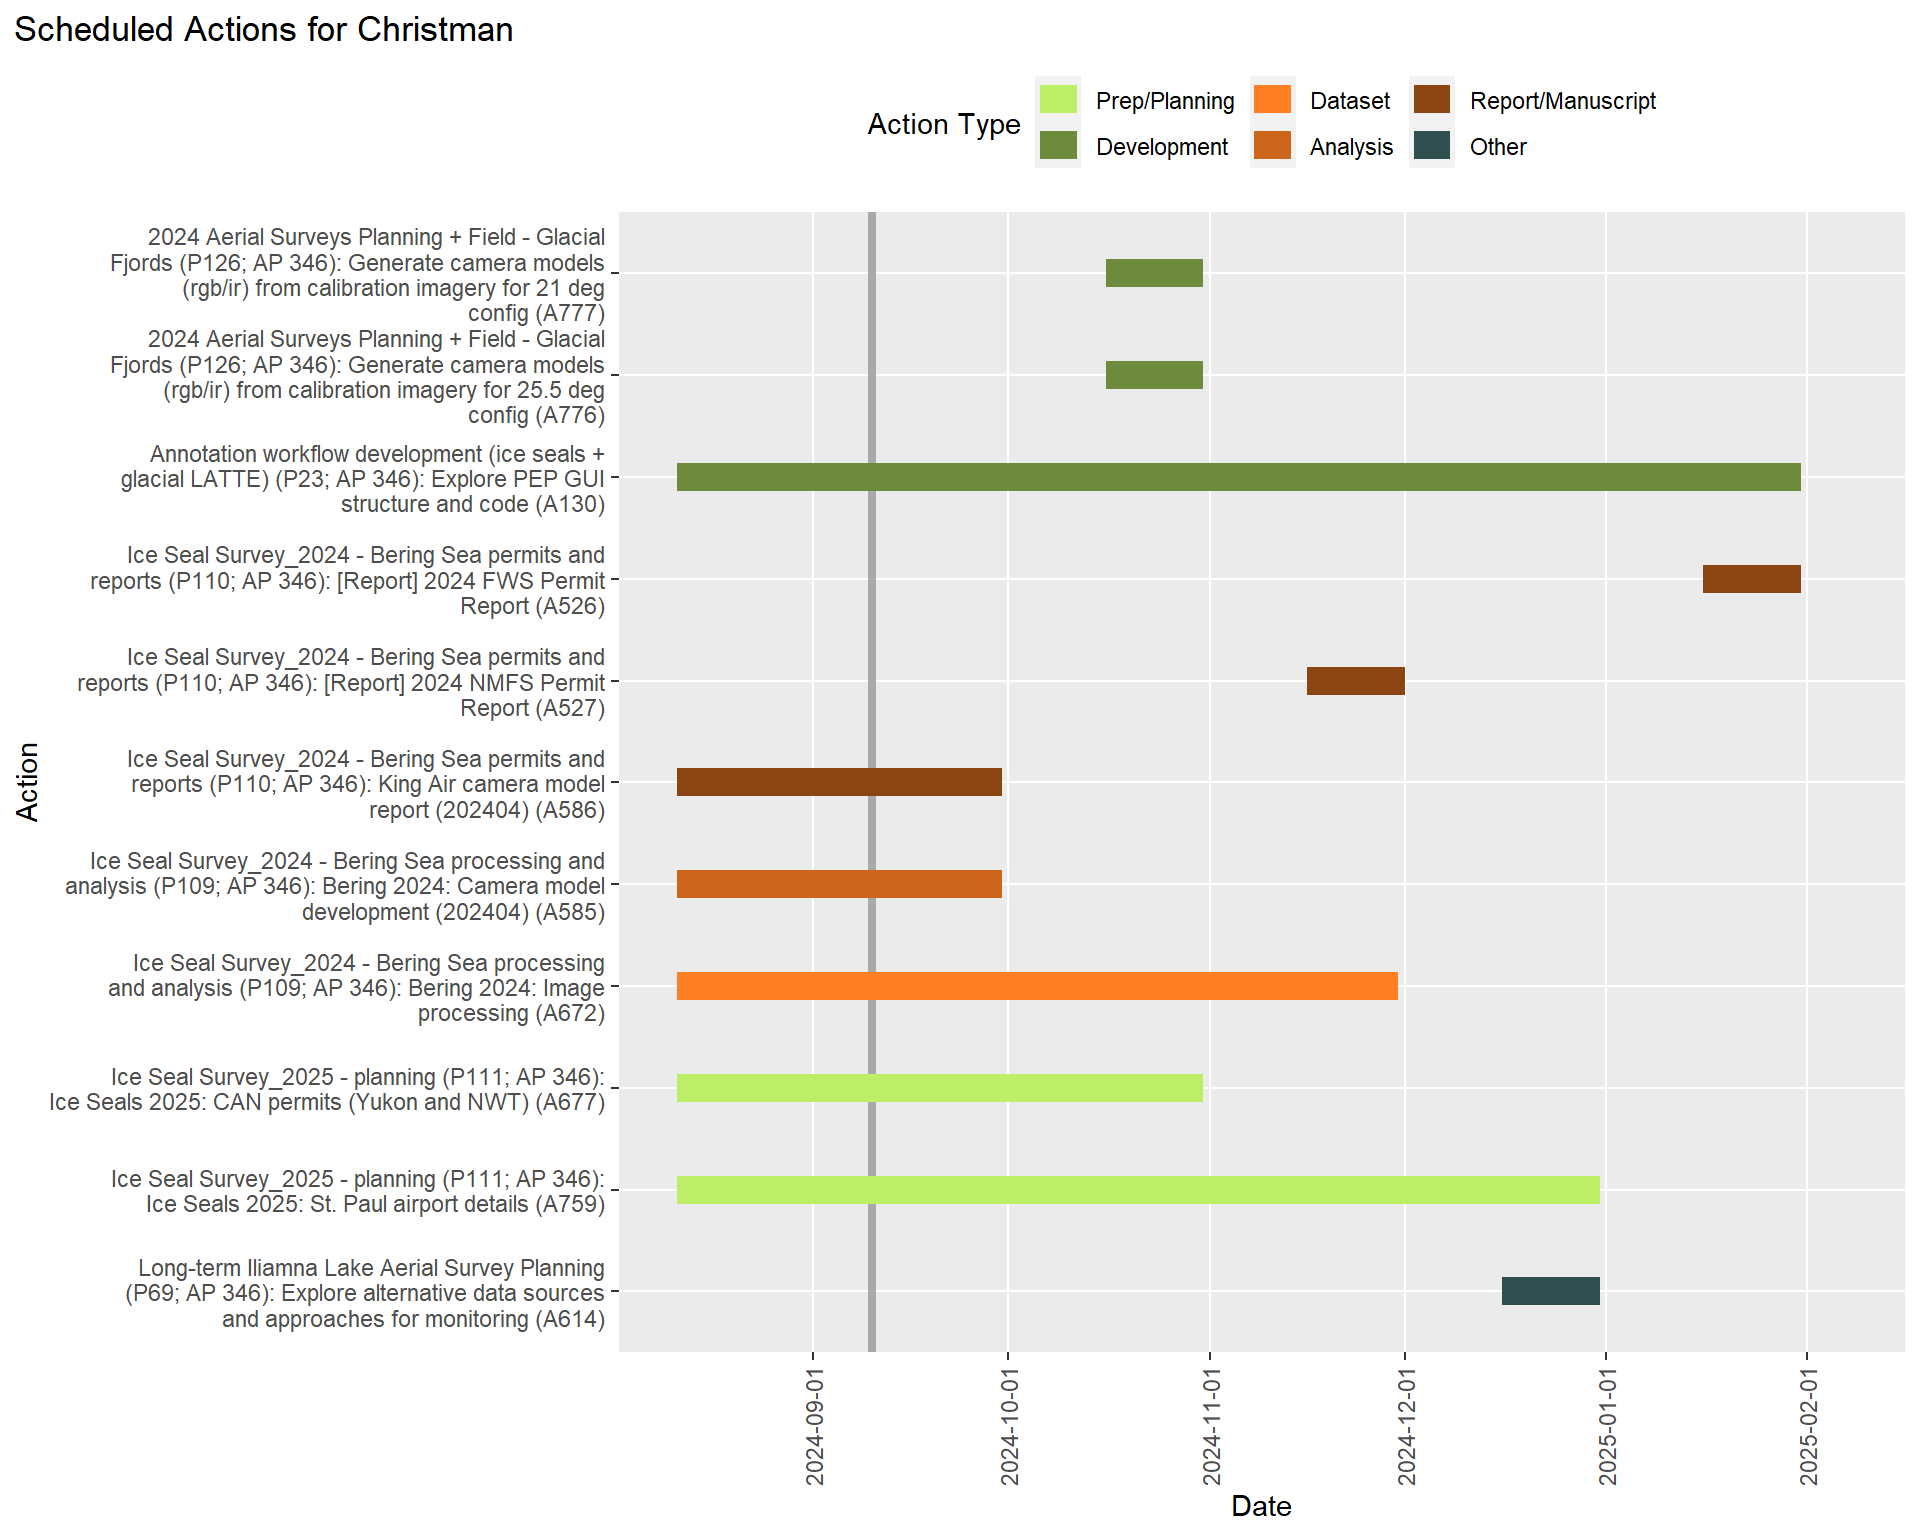 Scheduled Actions for Christman
Action Type
Prep/Planning
Dataset
Report/Manuscript
Development
Analysis
Other
2024 Aerial Surveys Planning + Field - Glacial
Fjords (P126; AP 346): Generate camera models
(rgb/ir) from calibration imagery for 21 deg
config (A777)
2024 Aerial Surveys Planning + Field - Glacial
Fjords (P126; AP 346): Generate camera models
(rgb/ir) from calibration imagery for 25.5 deg
config (A776)
Annotation workflow development (ice seals +
glacial LATTE) (P23; AP 346): Explore PEP GUI
structure and code (A130)
Ice Seal Survey_2024 - Bering Sea permits and
reports (P110; AP 346): [Report] 2024 FWS Permit
Report (A526)
Ice Seal Survey_2024 - Bering Sea permits and
reports (P110; AP 346): [Report] 2024 NMFS Permit
Report (A527)
Ice Seal Survey_2024 - Bering Sea permits and
reports (P110; AP 346): King Air camera model
report (202404) (A586)
Ice Seal Survey_2024 - Bering Sea processing and
analysis (P109; AP 346): Bering 2024: Camera model
development (202404) (A585)
Ice Seal Survey_2024 - Bering Sea processing
and analysis (P109; AP 346): Bering 2024: Image
processing (A672)
Ice Seal Survey_2025 - planning (P111; AP 346):
Ice Seals 2025: CAN permits (Yukon and NWT) (A677)
Ice Seal Survey_2025 - planning (P111; AP 346):
Ice Seals 2025: St. Paul airport details (A759)
Long-term Iliamna Lake Aerial Survey Planning
(P69; AP 346): Explore alternative data sources
and approaches for monitoring (A614)
Action
2024-09-01
2024-10-01
2024-11-01
2024-12-01
2025-01-01
2025-02-01
Date